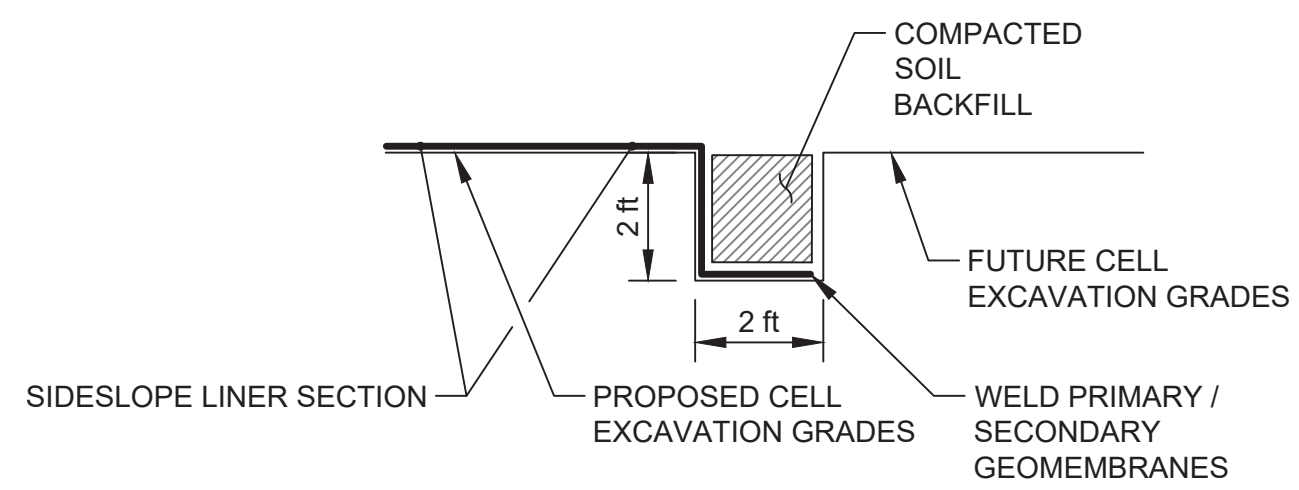 COMPACTED
SOIL
BACKFILL
2 ft
2 ft
FUTURE CELL
EXCAVATION GRADES
SIDESLOPE LINER SECTION
PROPOSED CELL
EXCAVATION GRADES
WELD PRIMARY /
SECONDARY
GEOMEMBRANES